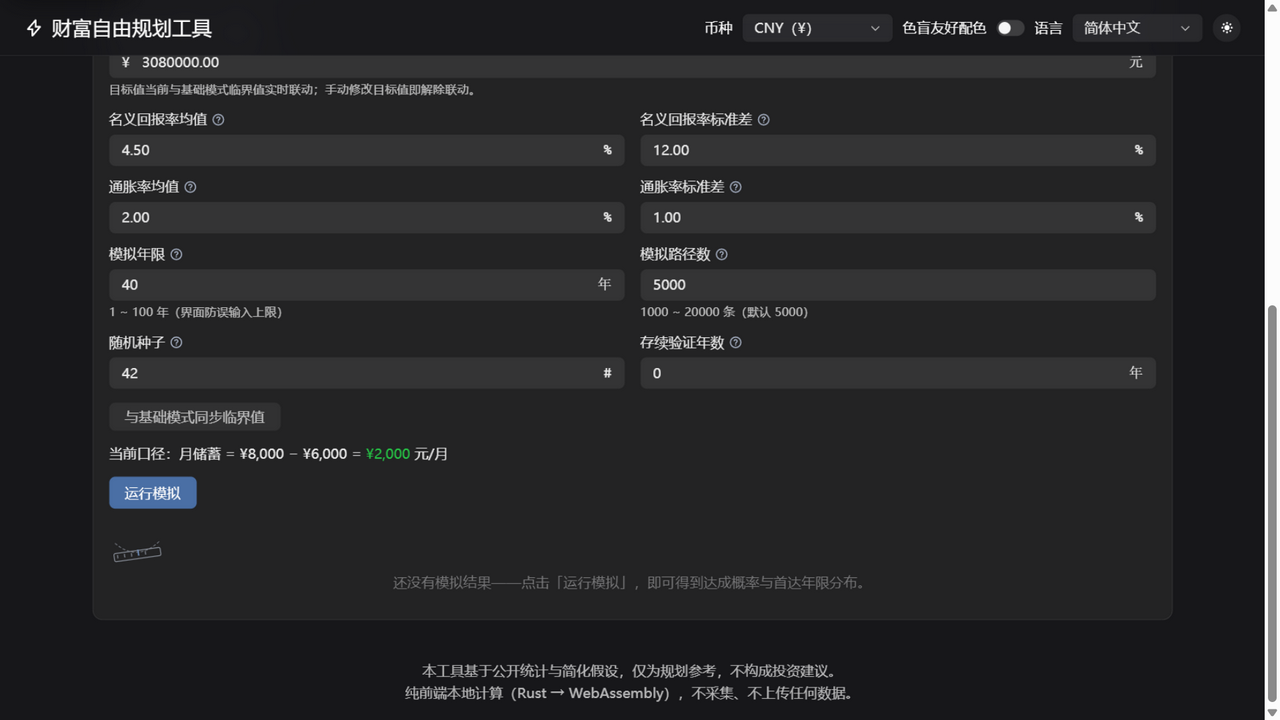 财富自由规划工具
币种 CNY (¥) 色盲友好配色 语言 简体中文
¥ 3080000.00 元
目标值当前与基础模式临界值实时联动；手动修改目标值即解除联动。
名义回报率均值 名义回报率标准差
4.50 % 12.00 %
通胀率均值 通胀率标准差
2.00 % 1.00 %
模拟年限 模拟路径数
40 年 5000
1 ~ 100 年（界面防误输入上限） 1000 ~ 20000 条（默认 5000）
随机种子 存续验证年数
42 # 0 年
与基础模式同步临界值
当前口径：月储蓄 = ¥8,000 − ¥6,000 = ¥2,000 元/月
运行模拟
还没有模拟结果——点击「运行模拟」，即可得到达成概率与首达年限分布。
本工具基于公开统计与简化假设，仅为规划参考，不构成投资建议。
纯前端本地计算（Rust → WebAssembly），不采集、不上传任何数据。